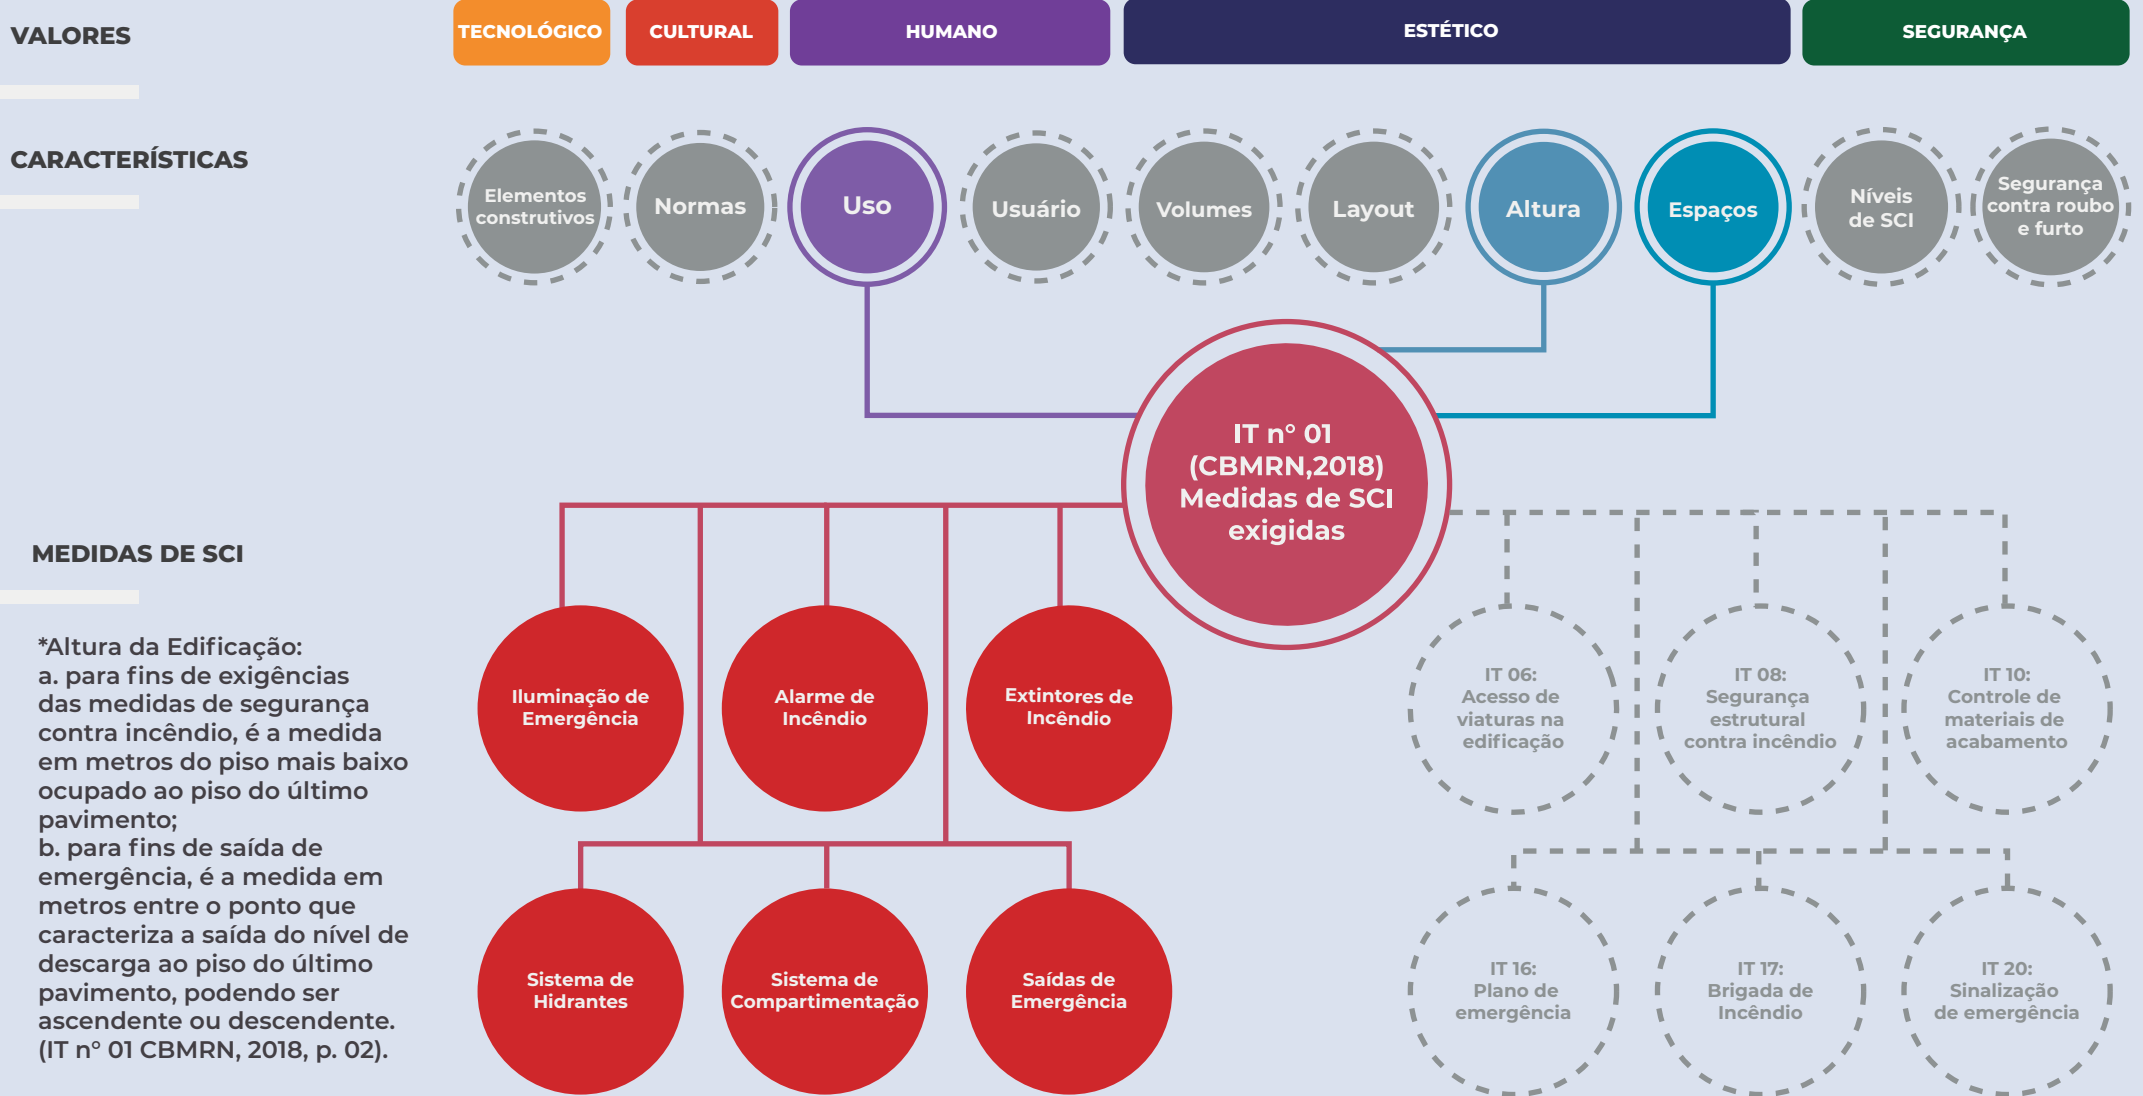 VALORES
TECNOLÓGICO
CULTURAL
HUMANO
ESTÉTICO
SEGURANÇA
CARACTERÍSTICAS
Elementos
construtivos
Normas
Uso
Usuário
Volumes
Layout
Altura
Espaços
Níveis
de SCI
Segurança
contra roubo
e furto
IT n° 01
(CBMRN,2018)
Medidas de SCI
exigidas
MEDIDAS DE SCI
*Altura da Edificação:
a. para fins de exigências
das medidas de segurança
contra incêndio, é a medida
em metros do piso mais baixo
ocupado ao piso do último
pavimento;
b. para fins de saída de
emergência, é a medida em
metros entre o ponto que
caracteriza a saída do nível de
descarga ao piso do último
pavimento, podendo ser
ascendente ou descendente.
(IT n° 01 CBMRN, 2018, p. 02).
Iluminação de
Emergência
Alarme de
Incêndio
Extintores de
Incêndio
IT 06:
Acesso de
viaturas na
edificação
IT 08:
Segurança
estrutural
contra incêndio
IT 10:
Controle de
materiais de
acabamento
Sistema de
Hidrantes
Sistema de
Compartimentação
Saídas de
Emergência
IT 16:
Plano de
emergência
IT 17:
Brigada de
Incêndio
IT 20:
Sinalização
de emergência